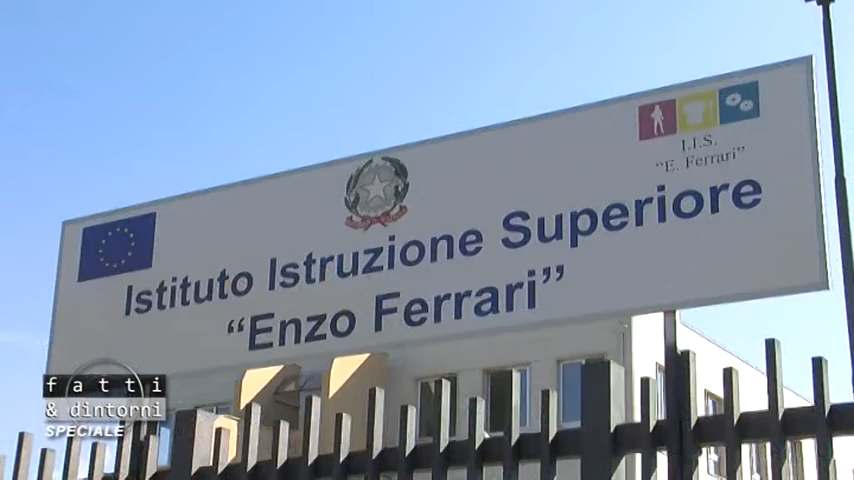 I.I.S.
"E. Ferrari"
Istituto Istruzione Superiore
"Enzo Ferrari"
fatti
& dintorni
SPECIALE